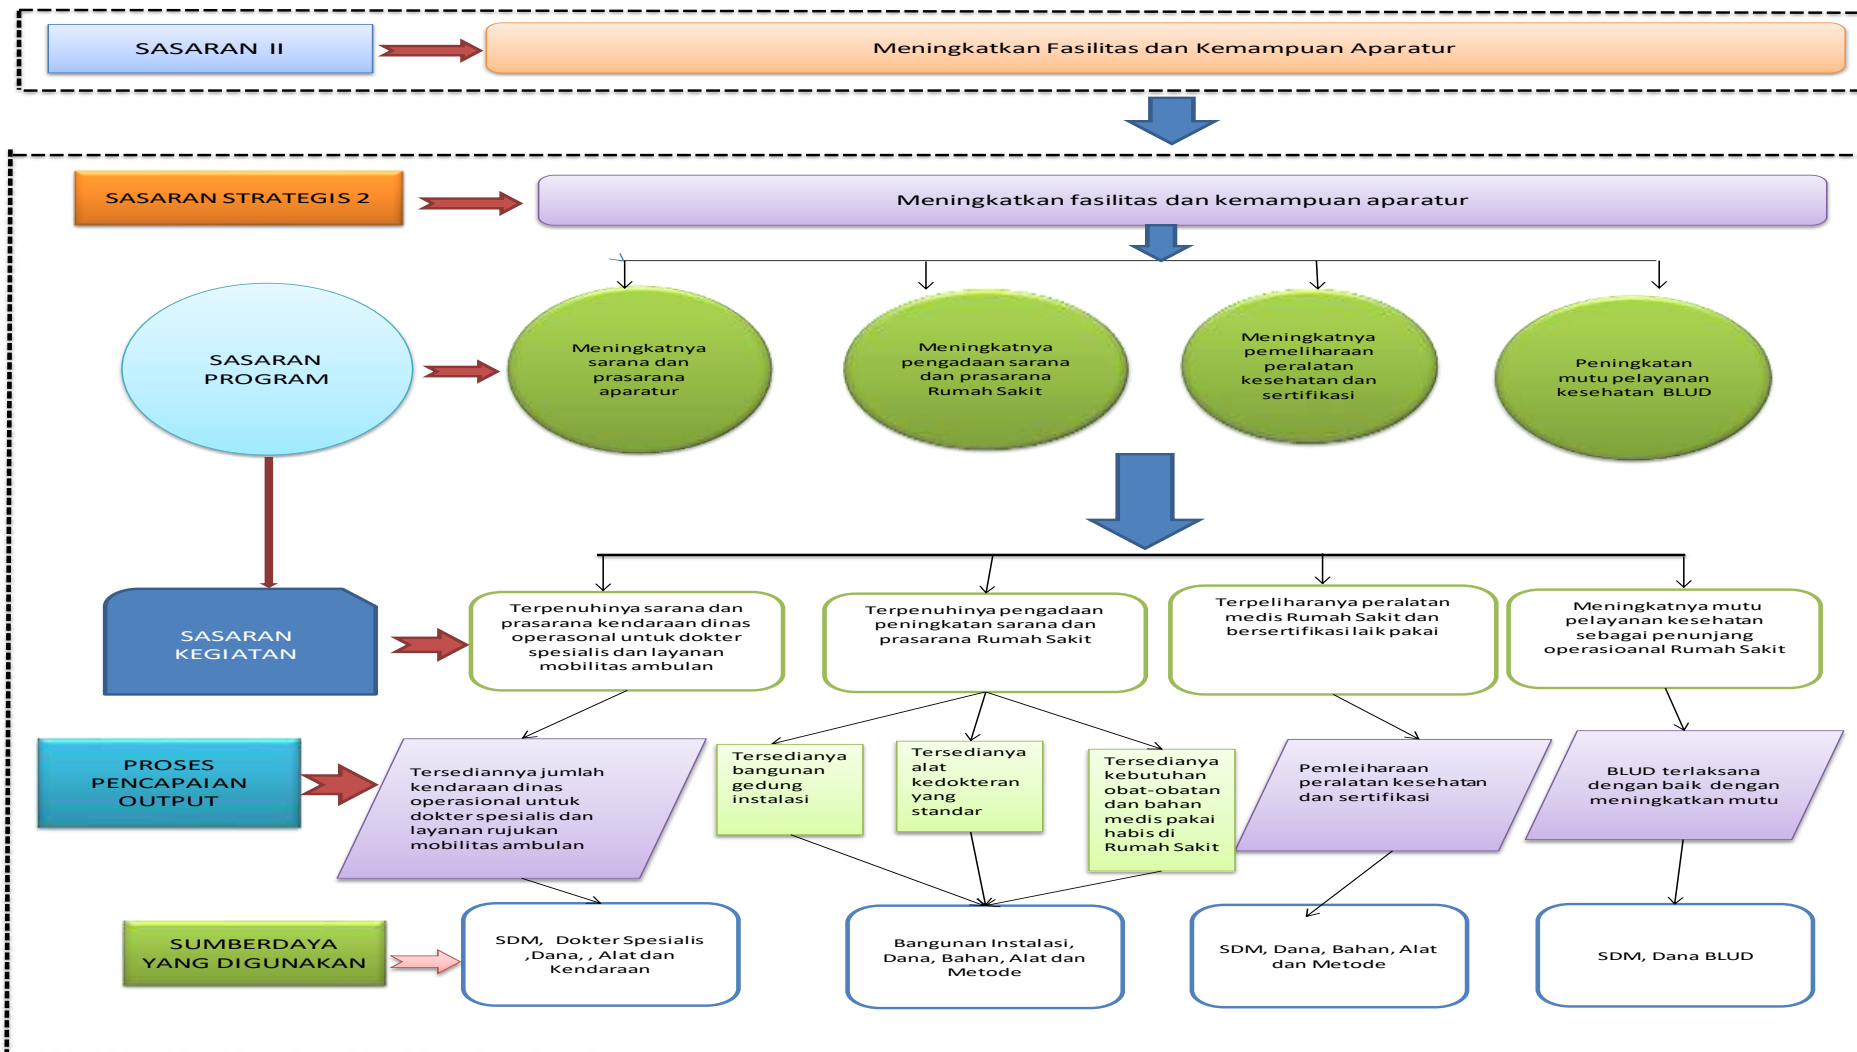 SASARAN II
Meningkatkan Fasilitas dan Kemampuan Aparatur
SASARAN STRATEGIS 2
Meningkatkan fasilitas dan kemampuan aparatur
SASARAN
PROGRAM
Meningkatnya
sarana dan
prasarana
aparatur
Meningkatnya
pengadaan sarana
dan prasarana
Rumah Sakit
Meningkatnya
pemeliharaan
peralatan
kesehatan dan
sertifikasi
Peningkatan
mutu pelayanan
kesehatan BLUD
SASARAN
KEGIATAN
Terpenuhinya sarana dan
prasarana kendaraan dinas
operasonal untuk dokter
spesialis dan layanan
mobilitas ambulan
Terpenuhinya pengadaan
peningkatan sarana dan
prasarana Rumah Sakit
Terpeliharanya peralatan
medis Rumah Sakit dan
bersertifikasi laik pakai
Meningkatnya mutu
pelayanan kesehatan
sebagai penunjang
operasioanal Rumah Sakit
PROSES
PENCAPAIAN
OUTPUT
Tersediannya jumlah
kendaraan dinas
operasional untuk
dokter spesialis dan
layanan rujukan
mobilitas ambulan
Tersedianya
bangunan
gedung
instalasi
Tersedianya
alat
kedokteran
yang
standar
Tersedianya
kebutuhan
obat-obatan
dan bahan
medis pakai
habis di
Rumah Sakit
Pemleiharaan
peralatan kesehatan
dan sertifikasi
BLUD terlaksana
dengan baik dengan
meningkatkan mutu
SUMBERDAYA
YANG DIGUNAKAN
SDM, Dokter Spesialis
,Dana, , Alat dan
Kendaraan
Bangunan Instalasi,
Dana, Bahan, Alat dan
Metode
SDM, Dana, Bahan, Alat
dan Metode
SDM, Dana BLUD